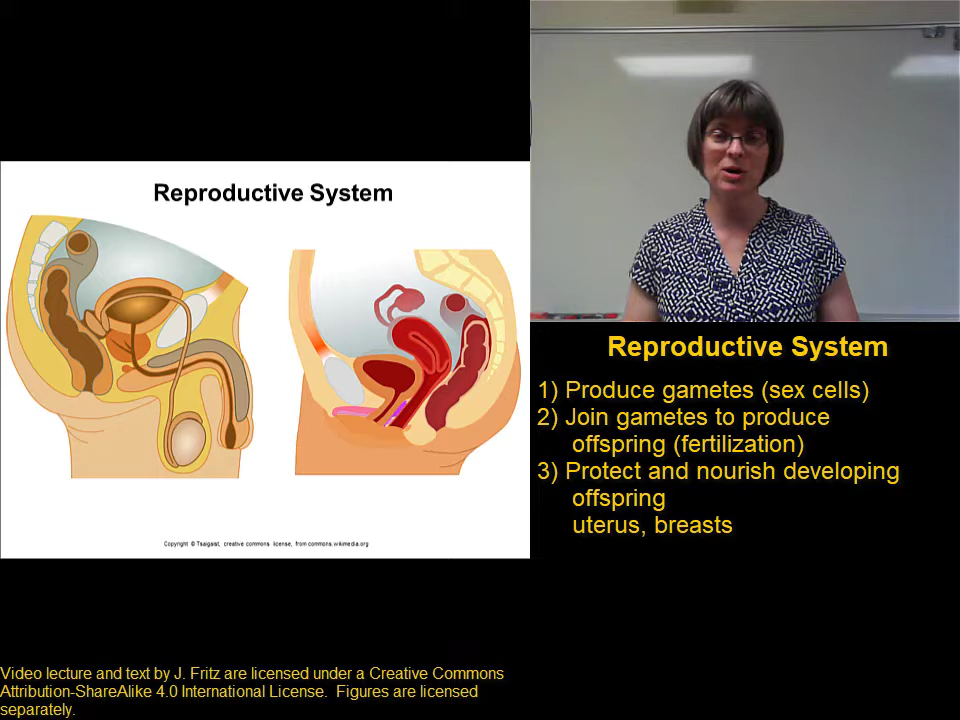 Reproductive System
Copyright © Tsaigaist, creative commons license, from commons.wikimedia.org
Reproductive System
1) Produce gametes (sex cells)
2) Join gametes to produce
offspring (fertilization)
3) Protect and nourish developing
offspring
uterus, breasts
Video lecture and text by J. Fritz are licensed under a Creative Commons
Attribution-ShareAlike 4.0 International License. Figures are licensed
separately.